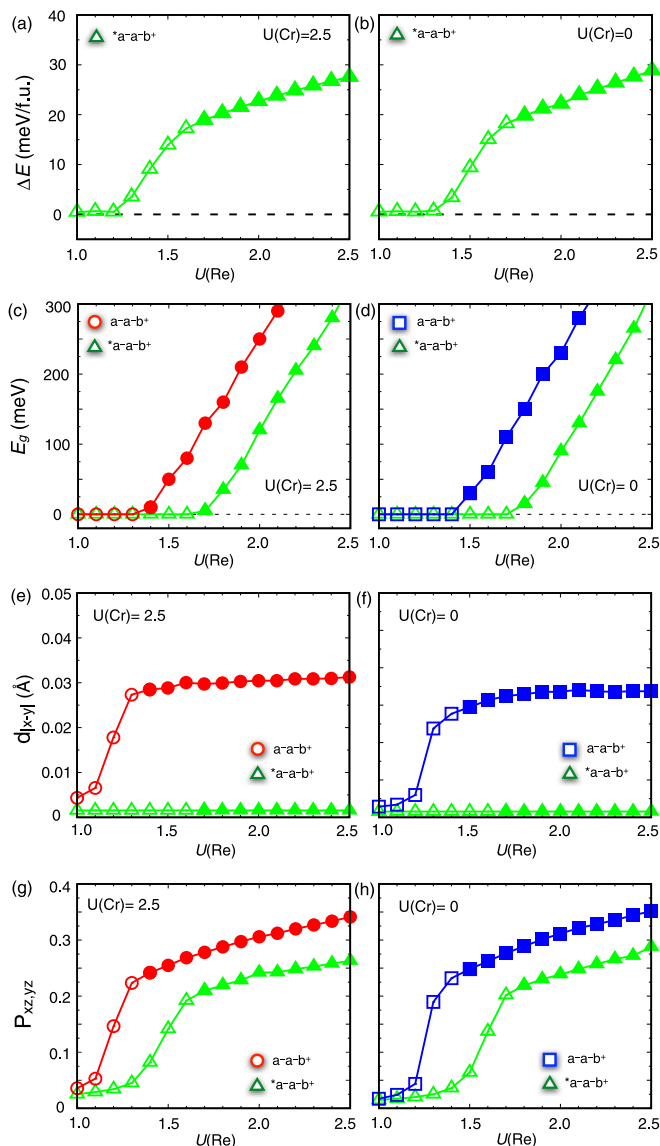 (a)
*a-a-b+
U(Cr)=2.5
ΔE (meV/f.u.)
40
30
20
10
0
1.0 1.5 2.0 2.5
U(Re)
(b)
*a-a-b+
U(Cr)=0
1.0 1.5 2.0 2.5
U(Re)
(c)
a-a-b+
*a-a-b+
U(Cr)= 2.5
Eg (meV)
300
200
100
0
1.0 1.5 2.0 2.5
U(Re)
(d)
a-a-b+
*a-a-b+
U(Cr)= 0
1.0 1.5 2.0 2.5
U(Re)
(e)
U(Cr)= 2.5
d|x-y| (Å)
0.05
0.04
0.03
0.02
0.01
0
a-a-b+
*a-a-b+
1.0 1.5 2.0 2.5
U(Re)
(f)
U(Cr)= 0
a-a-b+
*a-a-b+
1.0 1.5 2.0 2.5
U(Re)
(g)
U(Cr)= 2.5
Pxz,yz
0.4
0.3
0.2
0.1
0
a-a-b+
*a-a-b+
1.0 1.5 2.0 2.5
U(Re)
(h)
U(Cr)= 0
a-a-b+
*a-a-b+
1.0 1.5 2.0 2.5
U(Re)